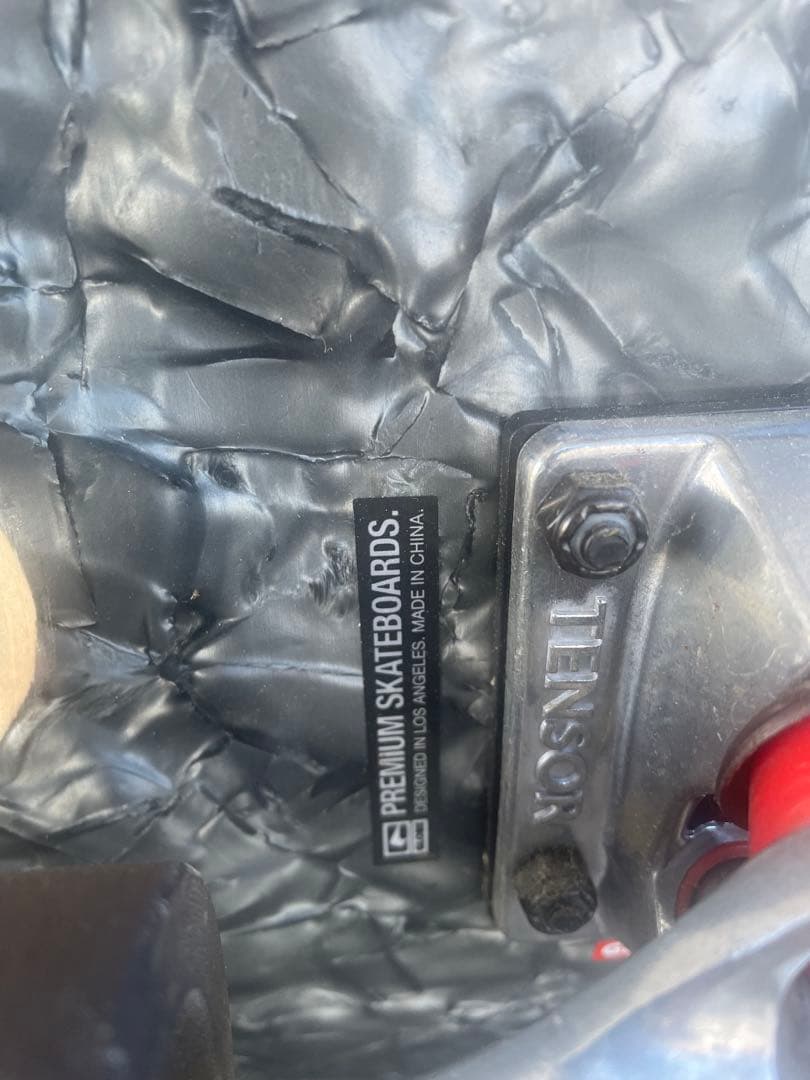 PREMIUM SKATEBOARDS.
DESIGNED IN LOS ANGELES. MADE IN CHINA.
TENSOR